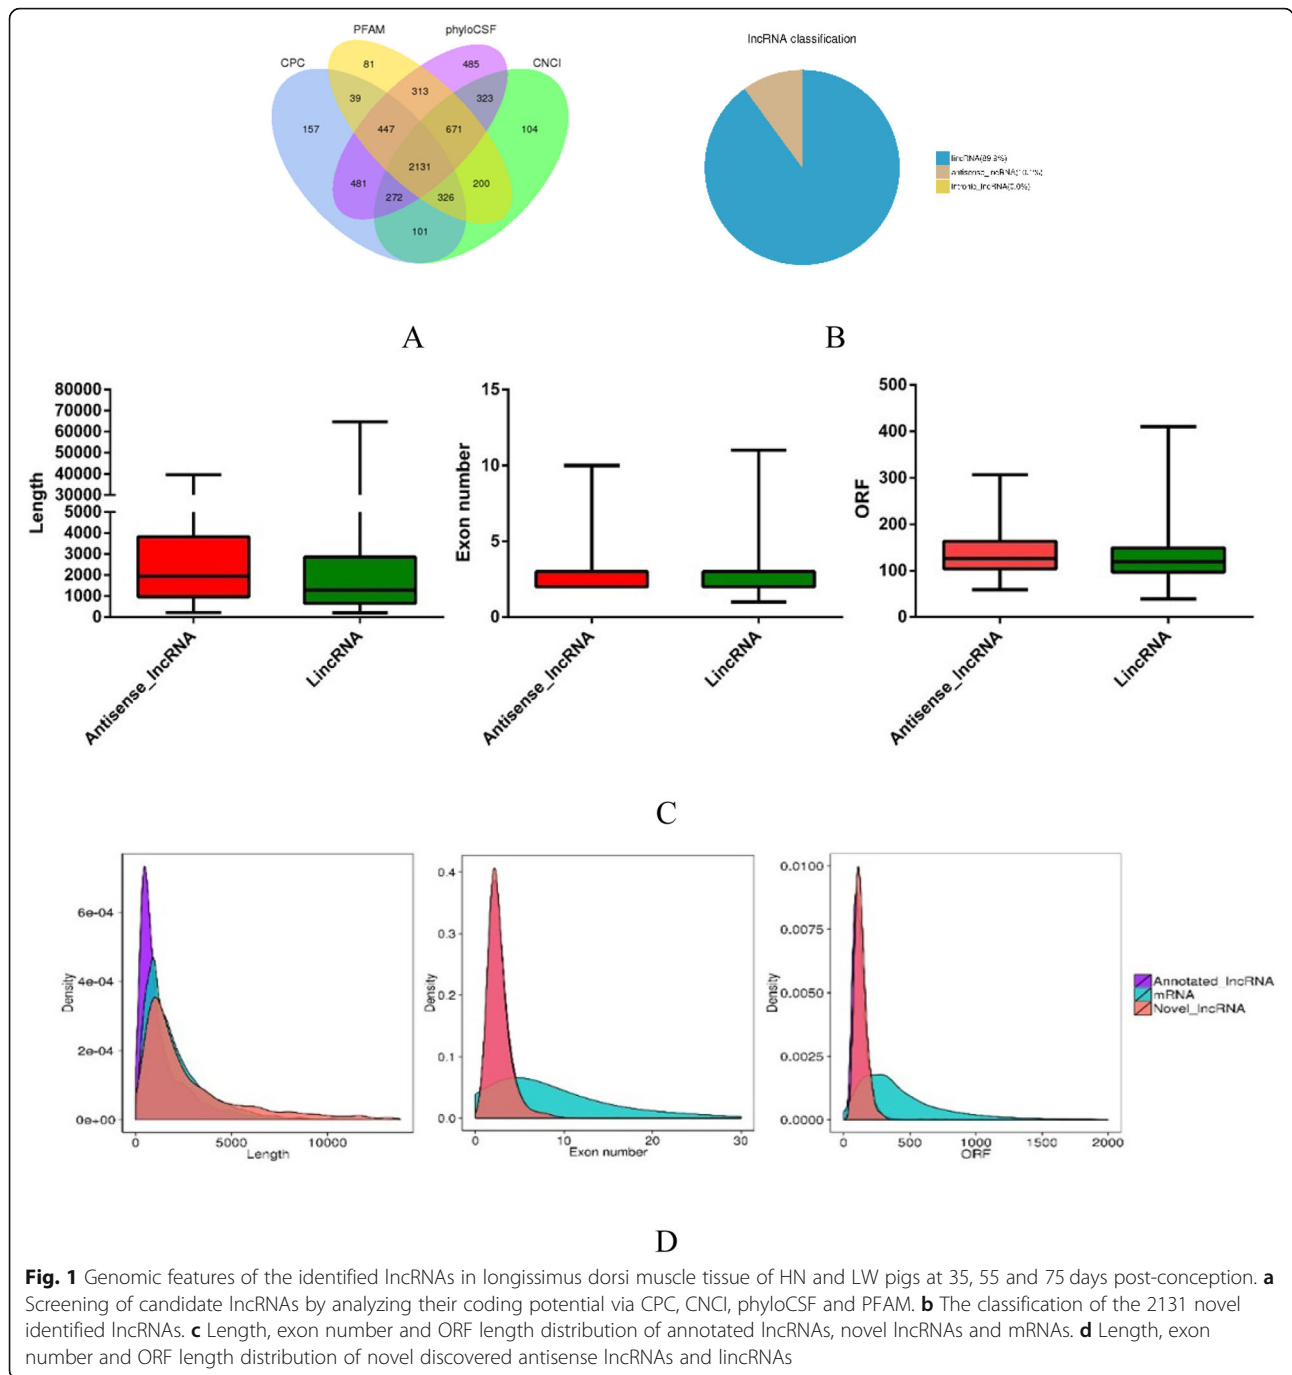 PFAM
phyloCSF
CPC
CNCI
81
485
39
313
323
157
447
671
104
2131
481
272
326
200
101
A
lncRNA classification
lincRNA(89.9%)
antisense_lncRNA(10.1%)
intronic_lncRNA(0.0%)
B
Length
80000
70000
60000
50000
40000
30000
5000
4000
3000
2000
1000
0
Antisense_lncRNA
LincRNA
Exon number
15
10
5
0
Antisense_lncRNA
LincRNA
ORF
500
400
300
200
100
0
Antisense_lncRNA
LincRNA
C
Density
6e-04
4e-04
2e-04
0e+00
0
5000
10000
Length
Density
0.4
0.3
0.2
0.1
0.0
0
10
20
30
Exon number
Density
0.0100
0.0075
0.0050
0.0025
0.0000
0
500
1000
1500
2000
ORF
Annotated_lncRNA
mRNA
Novel_lncRNA
D
Fig. 1 Genomic features of the identified lncRNAs in longissimus dorsi muscle tissue of HN and LW pigs at 35, 55 and 75 days post-conception. a
Screening of candidate lncRNAs by analyzing their coding potential via CPC, CNCI, phyloCSF and PFAM. b The classification of the 2131 novel
identified lncRNAs. c Length, exon number and ORF length distribution of annotated lncRNAs, novel lncRNAs and mRNAs. d Length, exon
number and ORF length distribution of novel discovered antisense lncRNAs and lincRNAs